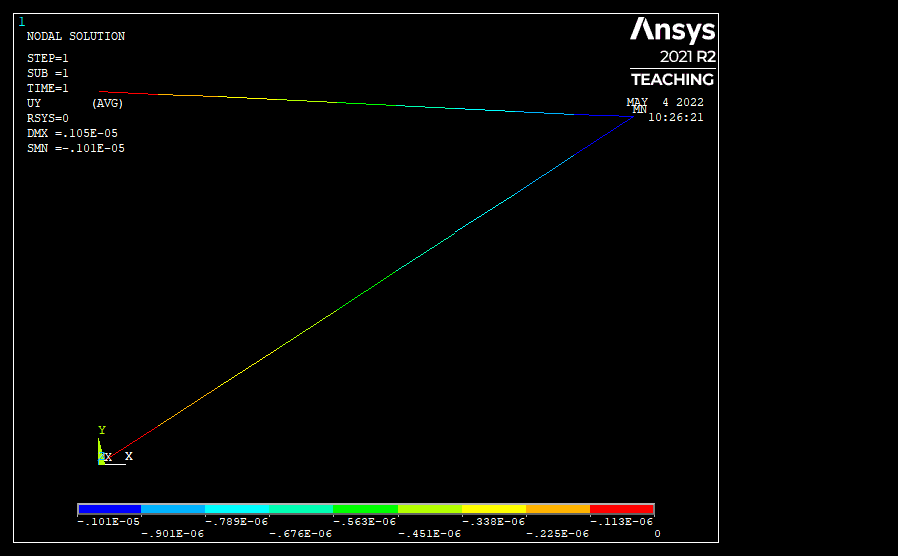 1
NODAL SOLUTION
STEP=1
SUB =1
TIME=1
UY (AVG)
RSYS=0
DMX =.105E-05
SMN =-.101E-05
Ansys
2021 R2
TEACHING
MAY 4 2022
10:26:21
MN
Y
X
-.101E-05 -.789E-06 -.563E-06 -.338E-06 -.113E-06
-.901E-06 -.676E-06 -.451E-06 -.225E-06 0